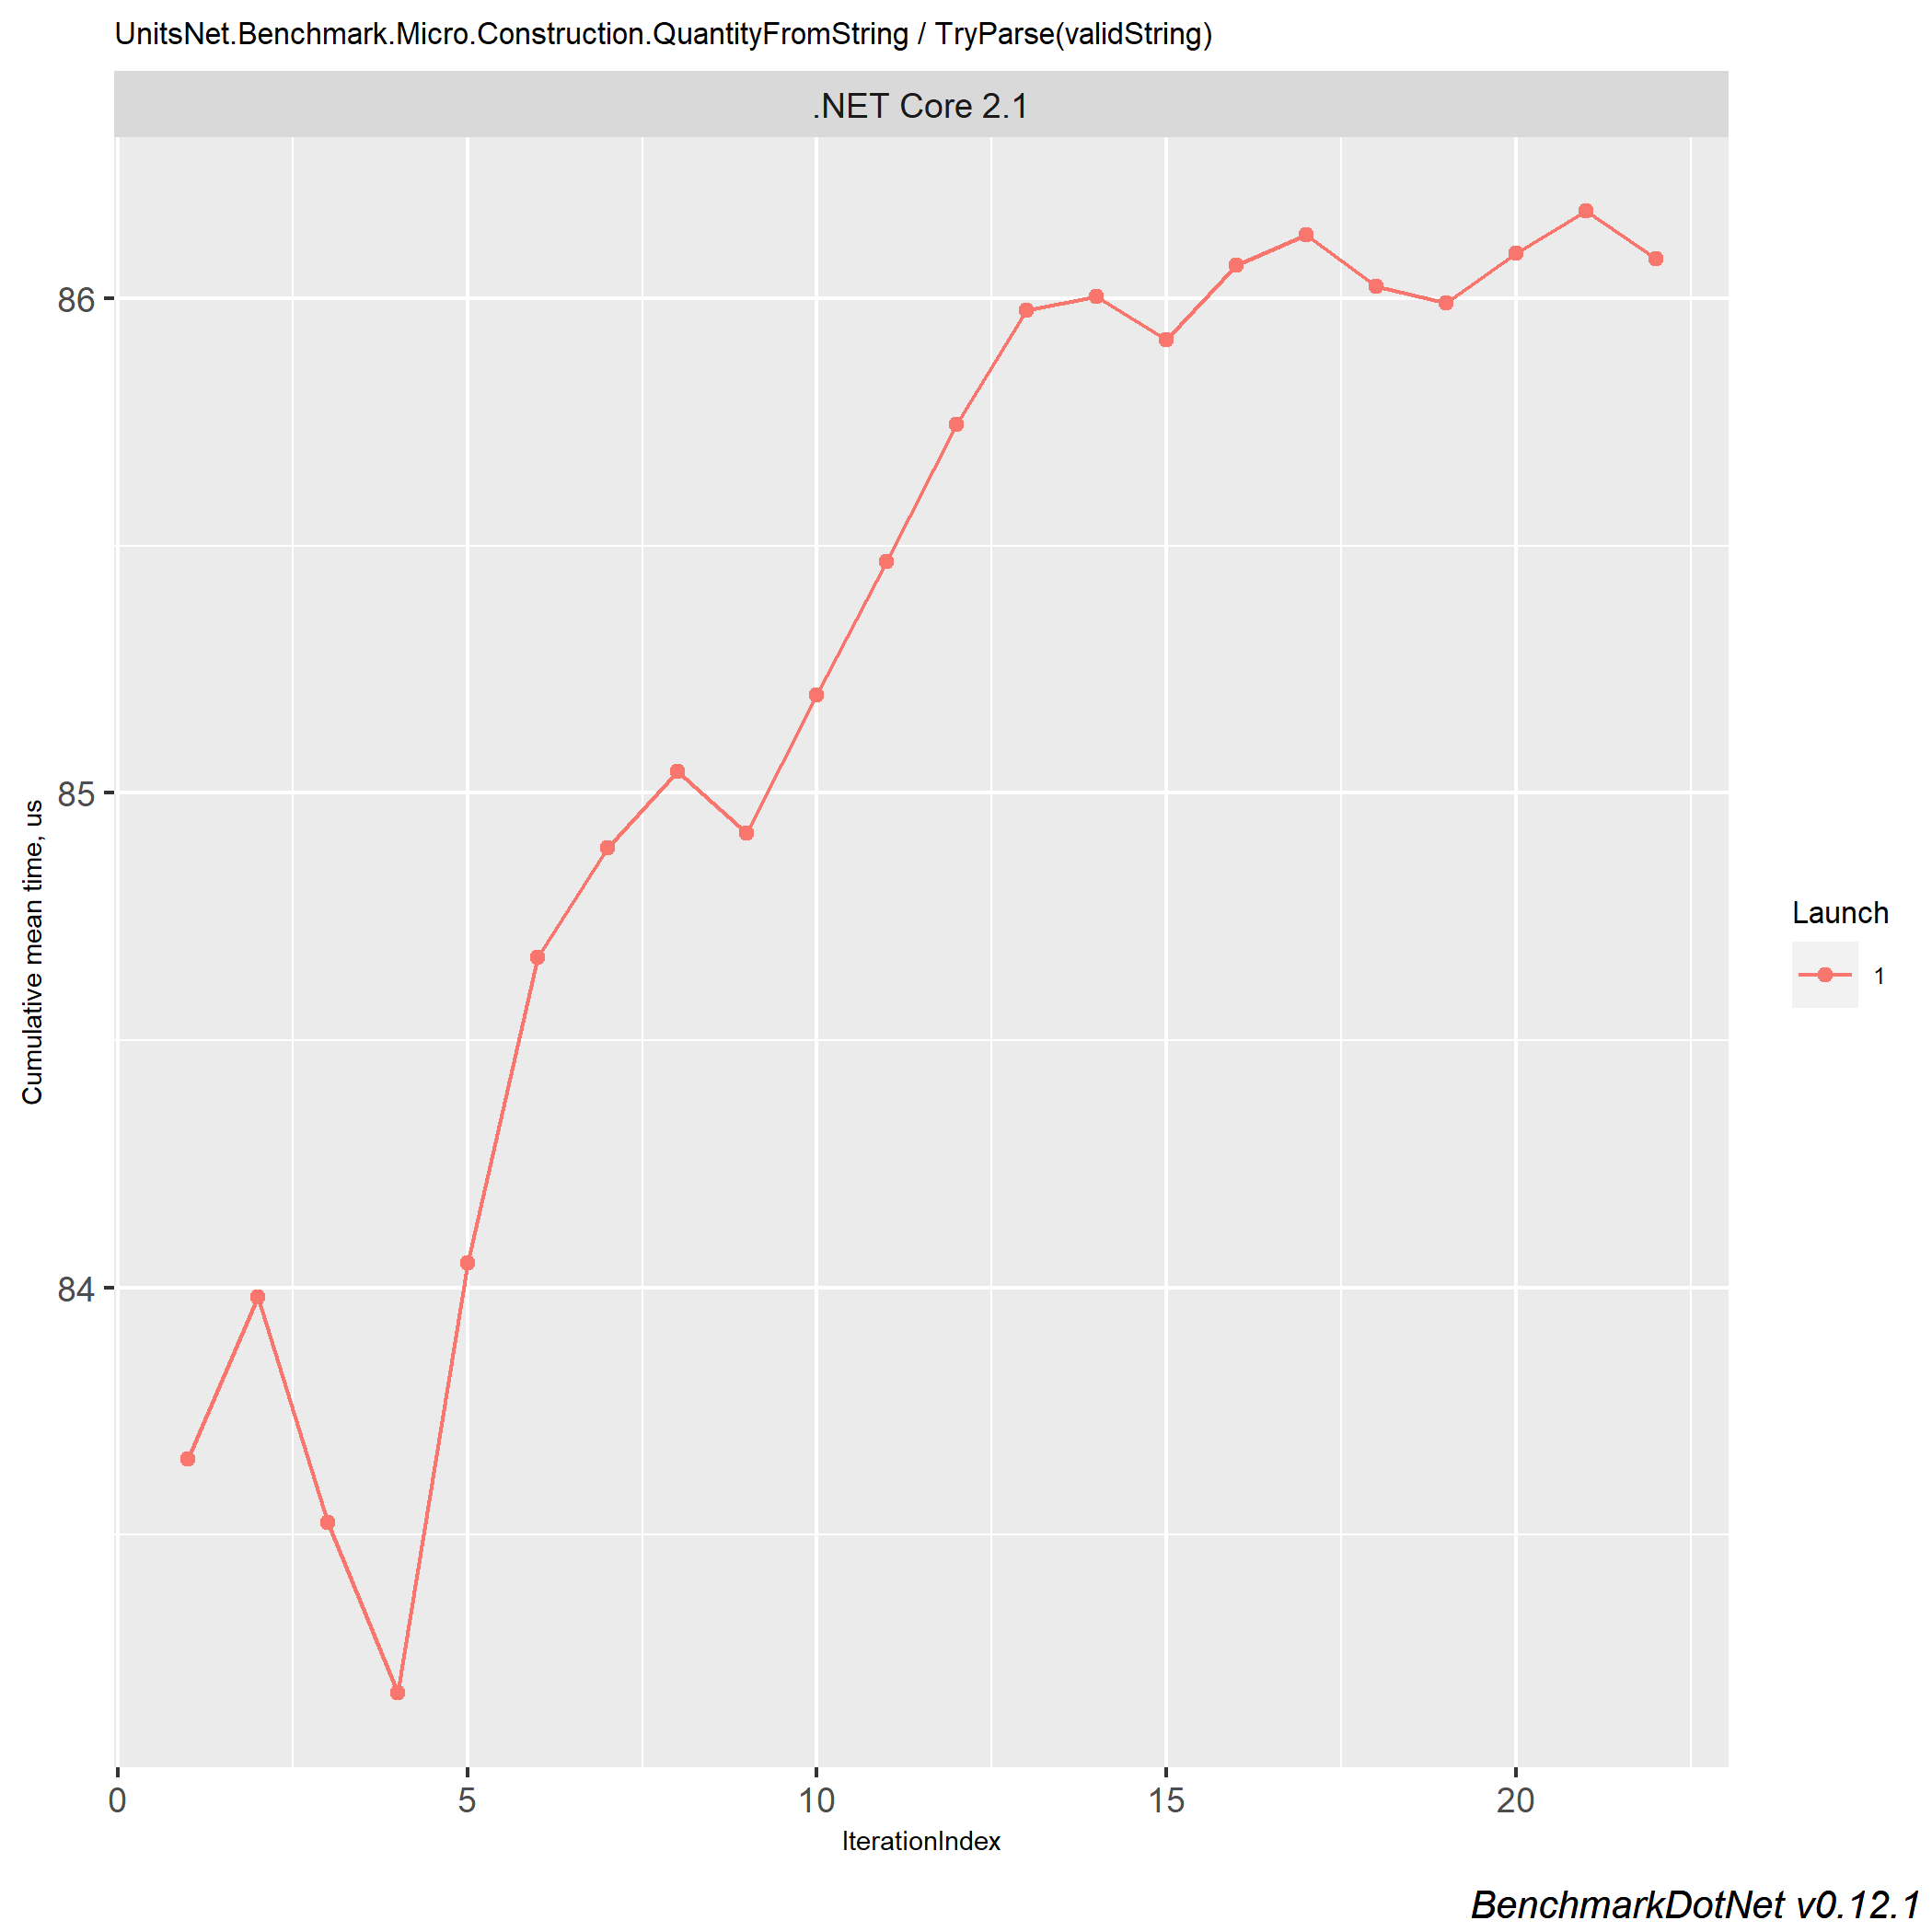 UnitsNet.Benchmark.Micro.Construction.QuantityFromString / TryParse(validString)
.NET Core 2.1
86
85
84
Cumulative mean time, us
0 5 10 15 20
IterationIndex
Launch
1
BenchmarkDotNet v0.12.1